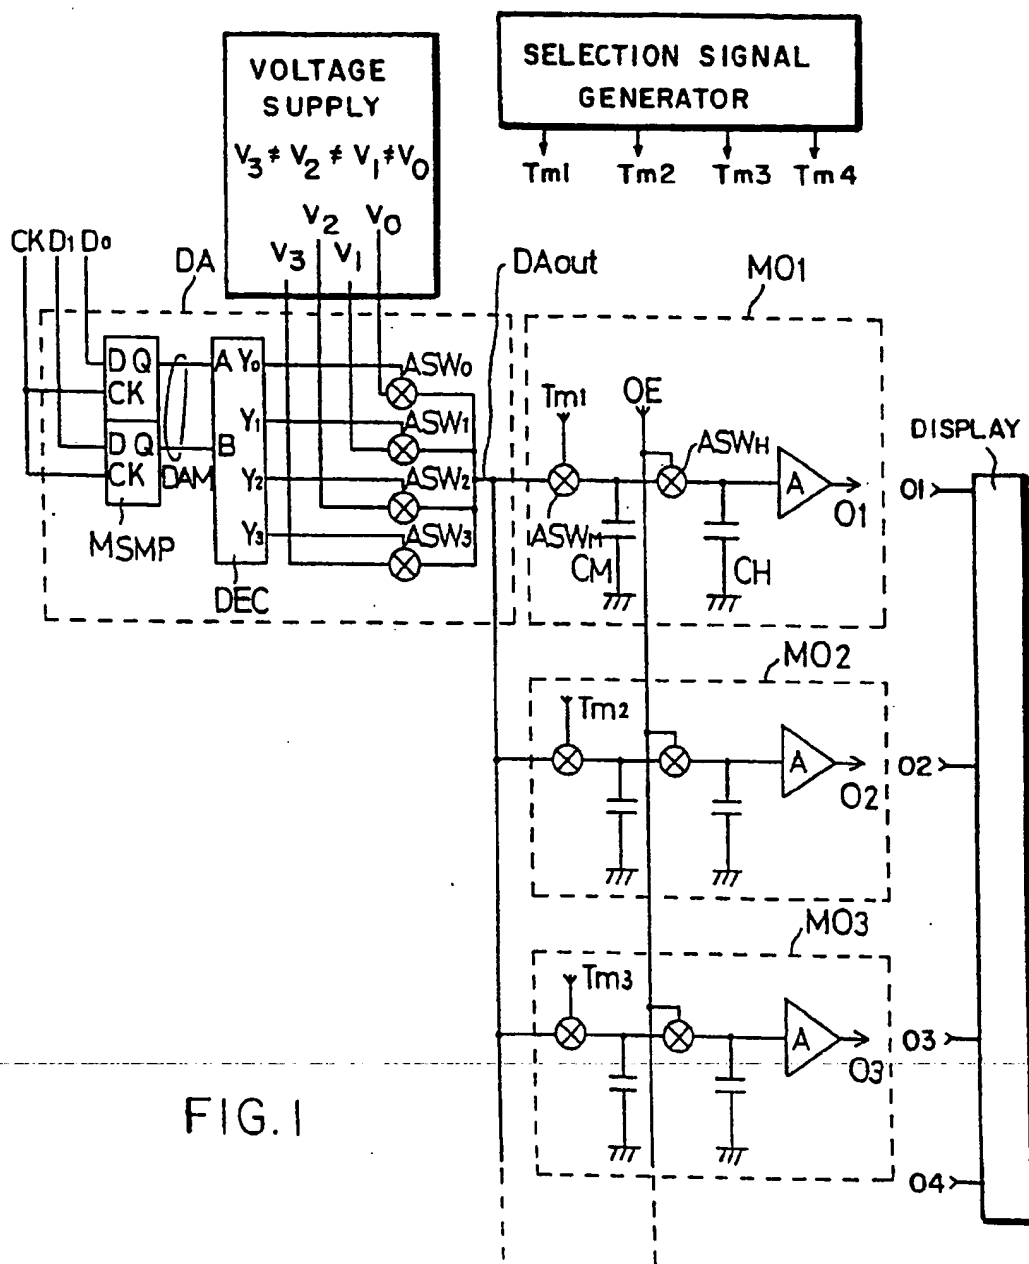 VOLTAGE
SUPPLY
V3 ≠ V2 ≠ V1 ≠ V0
V3 V2 V1 V0
SELECTION SIGNAL
GENERATOR
Tm1 Tm2 Tm3 Tm4
CK D1 D0
DA
DAout
MO1
D Q
CK
D Q
CK
MSMP
DAM
A Y0
Y1
B
Y2
Y3
DEC
ASW0
ASW1
ASW2
ASW3
Tm1
OE
ASWH
ASWM
CM
CH
A
O1
DISPLAY
O1
MO2
Tm2
A
O2
O2
MO3
Tm3
A
O3
O3
O4
FIG. 1